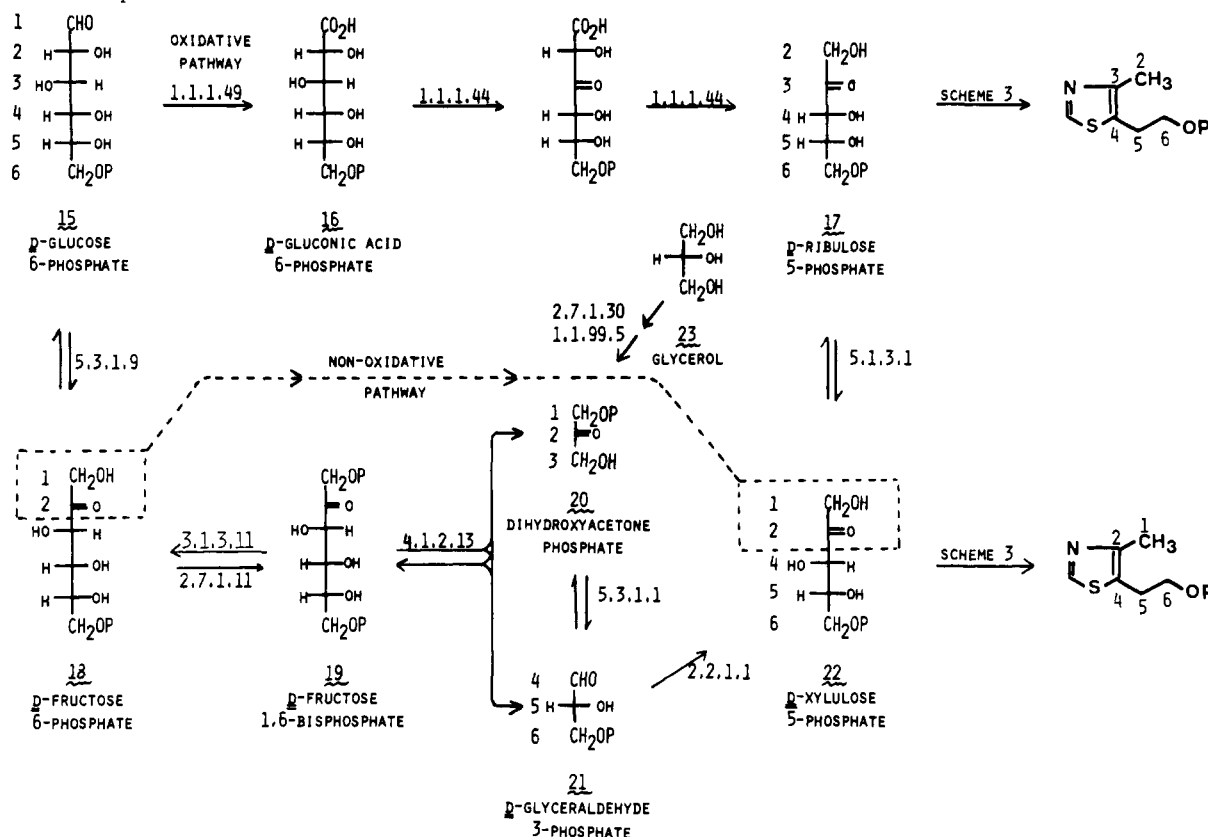 1 CHO
2 H OH
3 HO H
4 H OH
5 H OH
6 CH2OP
15
D-GLUCOSE
6-PHOSPHATE
OXIDATIVE
PATHWAY
1.1.1.49
CO2H
H OH
HO H
H OH
H OH
CH2OP
16
D-GLUCONIC ACID
6-PHOSPHATE
1.1.1.44
CO2H
H OH
O
H OH
H OH
CH2OP
1.1.1.44
2 CH2OH
3 O
4 H OH
5 H OH
6 CH2OP
17
D-RIBULOSE
5-PHOSPHATE
SCHEME 3
N 3 2 CH3
S 4 5 6 OP
CH2OH
H OH
CH2OH
23
GLYCEROL
2.7.1.30
1.1.99.5
5.3.1.9
NON-OXIDATIVE
PATHWAY
5.1.3.1
1 CH2OH
2 O
HO H
H OH
H OH
CH2OP
18
D-FRUCTOSE
6-PHOSPHATE
3.1.3.11
2.7.1.11
CH2OP
O
HO H
H OH
H OH
CH2OP
19
D-FRUCTOSE
1,6-BISPHOSPHATE
4.1.2.13
1 CH2OP
2 O
3 CH2OH
20
DIHYDROXYACETONE
PHOSPHATE
5.3.1.1
4 CHO
5 H OH
6 CH2OP
21
D-GLYCERALDEHYDE
3-PHOSPHATE
2.2.1.1
1 CH2OH
2 O
4 HO H
5 H OH
6 CH2OP
22
D-XYLULOSE
5-PHOSPHATE
SCHEME 3
N 2 1 CH3
S 4 5 6 OP